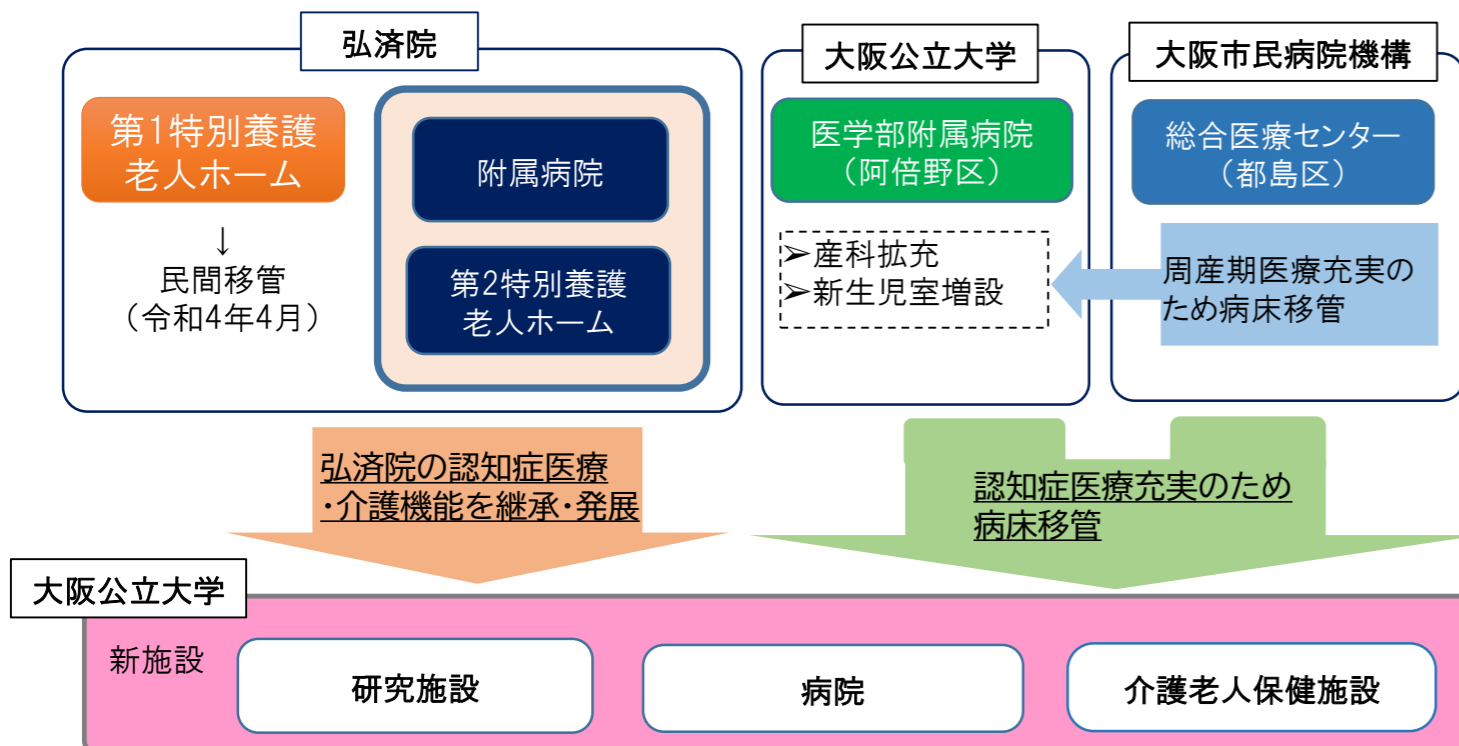 弘済院
第1特別養護
老人ホーム
↓
民間移管
（令和4年4月）
附属病院
第2特別養護
老人ホーム
大阪公立大学
医学部附属病院
（阿倍野区）
➢産科拡充
➢新生児室増設
大阪市民病院機構
総合医療センター
（都島区）
周産期医療充実の
ため病床移管
弘済院の認知症医療
・介護機能を継承・発展
認知症医療充実のため
病床移管
大阪公立大学
新施設
研究施設
病院
介護老人保健施設